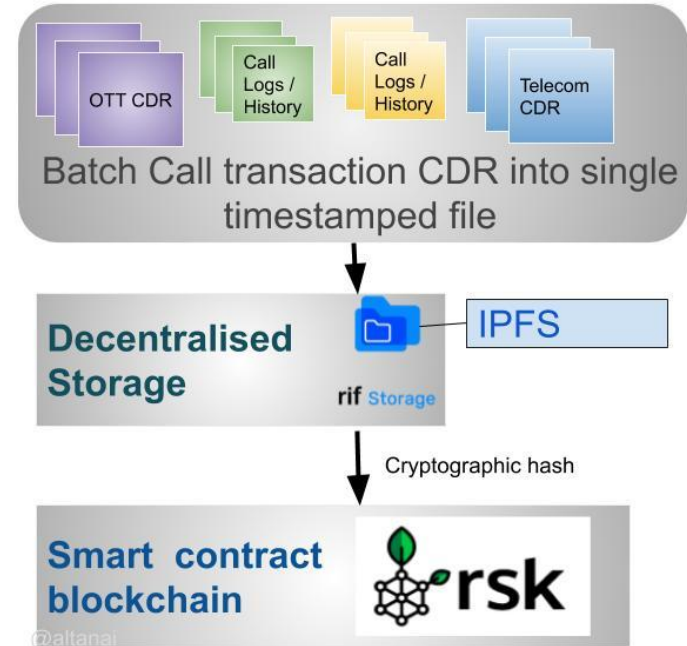 OTT CDR
Call
Logs /
History
Call
Logs /
History
Telecom
CDR
Batch Call transaction CDR into single
timestamped file
Decentralised
Storage
rif Storage
IPFS
Cryptographic hash
Smart contract
blockchain
rsk
@altanai